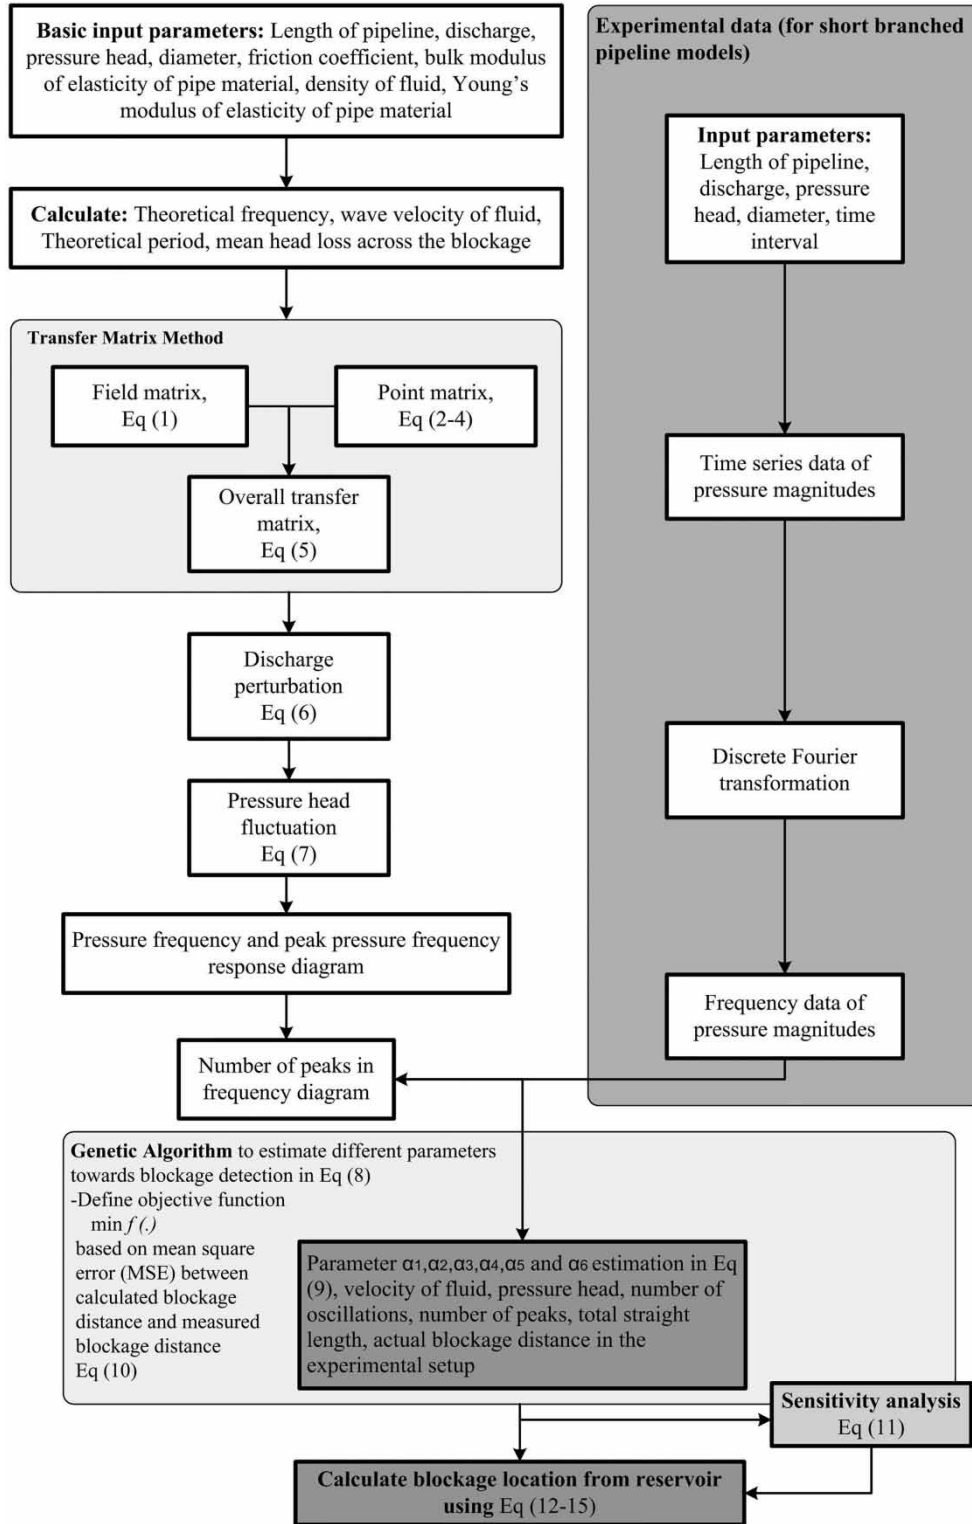 Basic input parameters: Length of pipeline, discharge,
pressure head, diameter, friction coefficient, bulk modulus
of elasticity of pipe material, density of fluid, Young's
modulus of elasticity of pipe material
Calculate: Theoretical frequency, wave velocity of fluid,
Theoretical period, mean head loss across the blockage
Transfer Matrix Method
Field matrix,
Eq (1)
Point matrix,
Eq (2-4)
Overall transfer
matrix,
Eq (5)
Discharge
perturbation
Eq (6)
Pressure head
fluctuation
Eq (7)
Pressure frequency and peak pressure frequency
response diagram
Number of peaks in
frequency diagram
Experimental data (for short branched
pipeline models)
Input parameters:
Length of pipeline,
discharge, pressure
head, diameter, time
interval
Time series data of
pressure magnitudes
Discrete Fourier
transformation
Frequency data of
pressure magnitudes
Genetic Algorithm to estimate different parameters
towards blockage detection in Eq (8)
-Define objective function
min f (.)
based on mean square
error (MSE) between
calculated blockage
distance and measured
blockage distance
Eq (10)
Parameter α1,α2,α3,α4,α5 and α6 estimation in Eq
(9), velocity of fluid, pressure head, number of
oscillations, number of peaks, total straight
length, actual blockage distance in the
experimental setup
Sensitivity analysis
Eq (11)
Calculate blockage location from reservoir
using Eq (12-15)